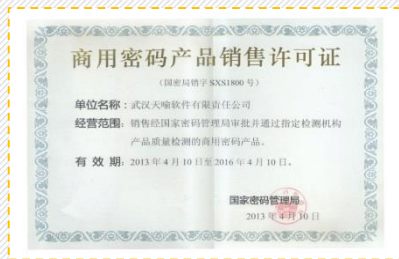 商用密码产品销售许可证
（国密局销字 SXS1800 号）
单位名称：武汉天喻软件有限责任公司
经营范围：销售经国家密码管理局审批并通过指定检测机构
产品质量检测的商用密码产品。
有 效 期：2013 年 4 月 10 日至 2016 年 4 月 10 日。
国家密码管理局
2013 年 4 月 10 日